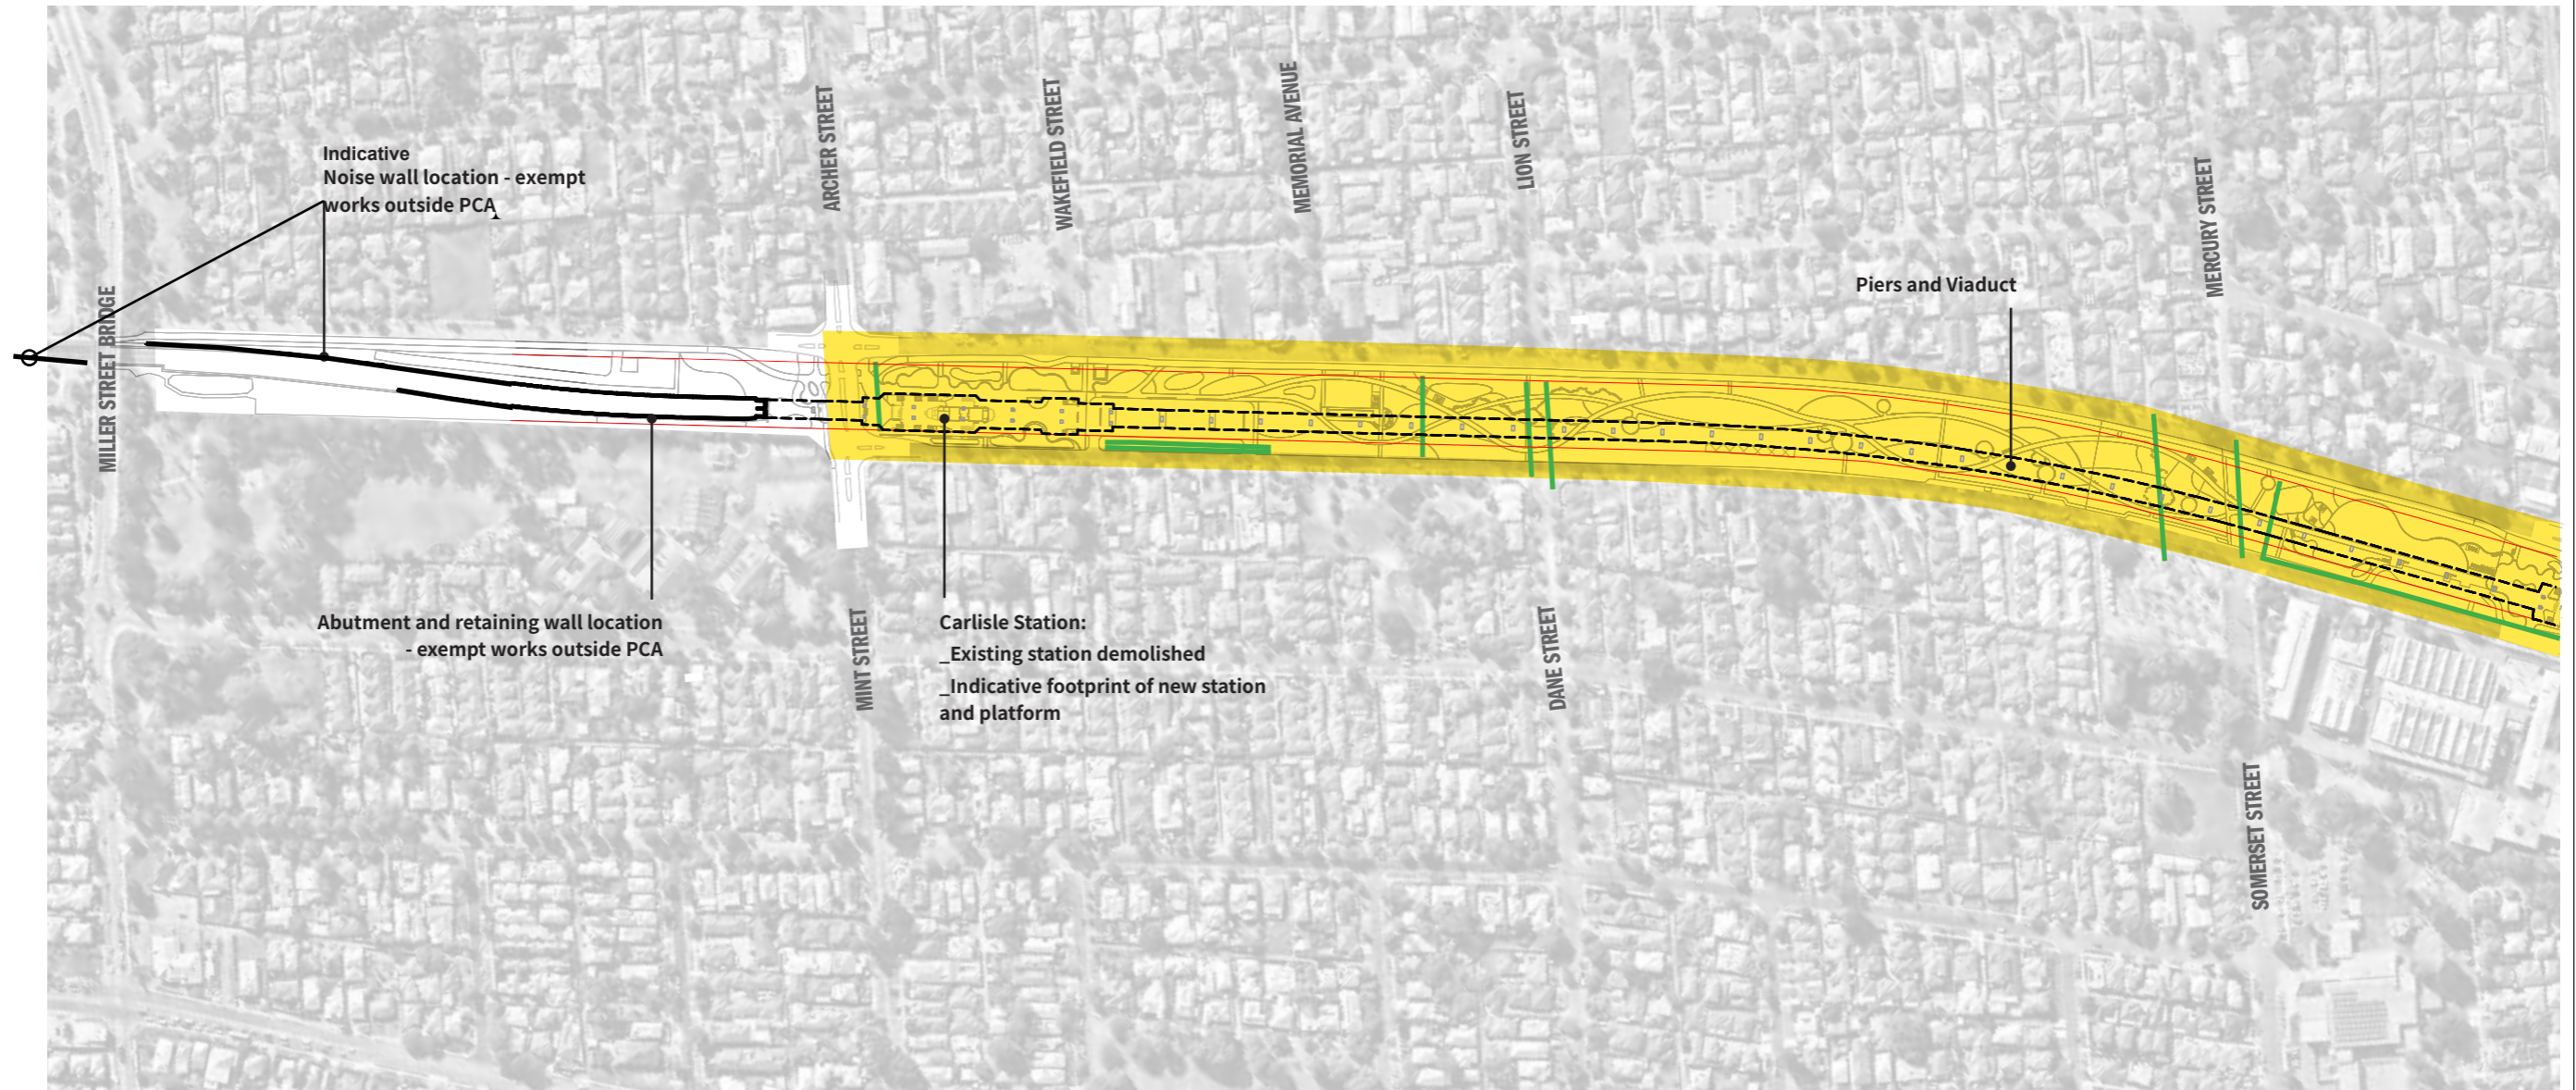 ARCHER STREET
WAKEFIELD STREET
MEMORIAL AVENUE
LION STREET
MERCURY STREET
Indicative
Noise wall location - exempt
works outside PCA
Piers and Viaduct
MILLER STREET BRIDGE
Abutment and retaining wall location
- exempt works outside PCA
MINT STREET
Carlisle Station:
_Existing station demolished
_Indicative footprint of new station
and platform
DANE STREET
SOMERSET STREET